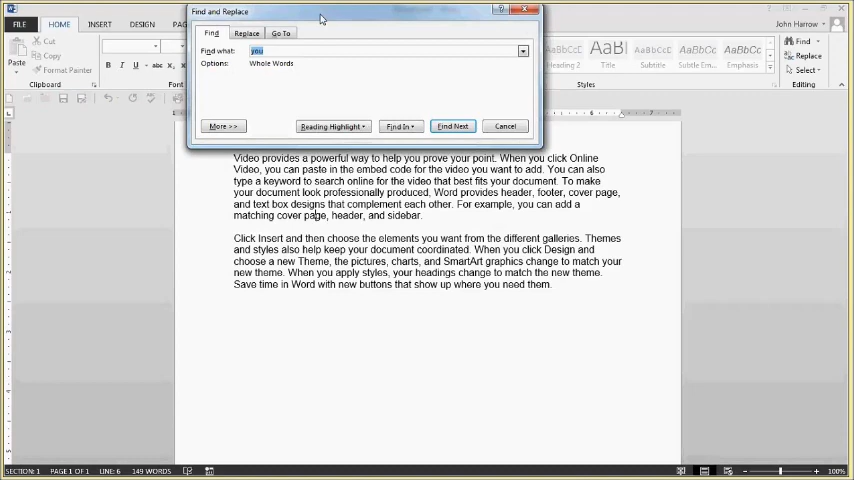 Find and Replace
FILE HOME INSERT DESIGN John Harrow
Find Replace Go To
Cut
Copy
Format Painter
Paste
Clipboard
Find what: you
Options: Whole Words
Heading 2 Title Subtitle Subtle Em... Emphasis
Styles
Find
Replace
Select
Editing
More >> Reading Highlight Find In Find Next Cancel
Video provides a powerful way to help you prove your point. When you click Online
Video, you can paste in the embed code for the video you want to add. You can also
type a keyword to search online for the video that best fits your document. To make
your document look professionally produced, Word provides header, footer, cover page,
and text box designs that complement each other. For example, you can add a
matching cover page, header, and sidebar.
Click Insert and then choose the elements you want from the different galleries. Themes
and styles also help keep your document coordinated. When you click Design and
choose a new Theme, the pictures, charts, and SmartArt graphics change to match your
new theme. When you apply styles, your headings change to match the new theme.
Save time in Word with new buttons that show up where you need them.
SECTION: 1 PAGE 1 OF 1 LINE: 6 149 WORDS 100%